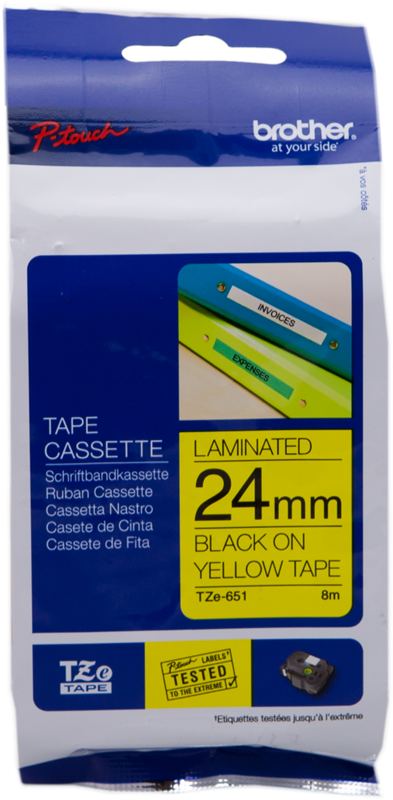 P-touch
brother®
at your side*
*à vos côtés
INVOICES
EXPENSES
TAPE
CASSETTE
Schriftbandkassette
Ruban Cassette
Cassetta Nastro
Casete de Cinta
Cassete de Fita
LAMINATED
24mm
BLACK ON
YELLOW TAPE
TZe-651 8m
TZe
TAPE
P-touch LABELS†
TESTED
TO THE EXTREME
†Etiquettes testées jusqu'à l'extrême